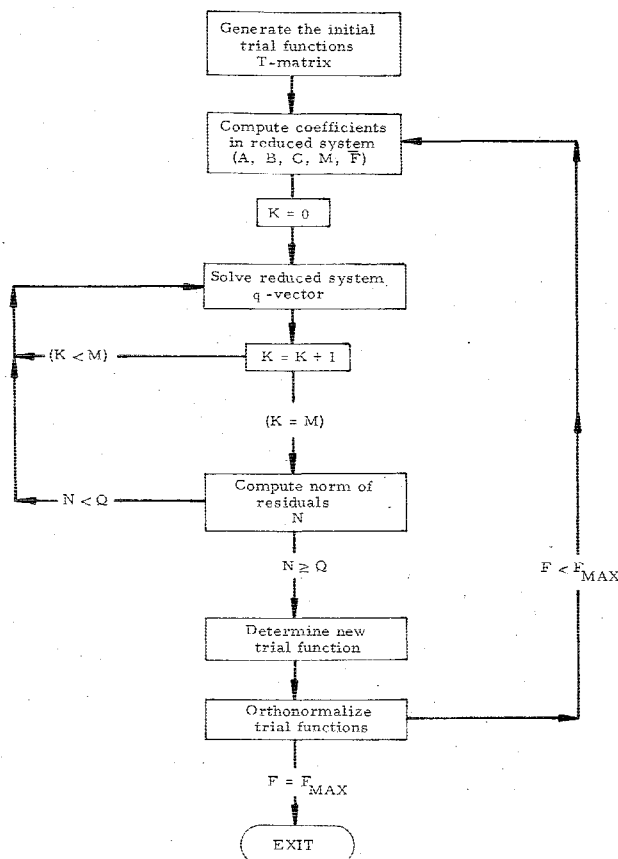 Generate the initial
trial functions
T-matrix
Compute coefficients
in reduced system
(A, B, C, M, F̅)
K = 0
Solve reduced system
q -vector
(K < M)
K = K + 1
(K = M)
N < Q
Compute norm of
residuals
N
N ≥ Q
F < F_MAX
Determine new
trial function
Orthonormalize
trial functions
F = F_MAX
EXIT